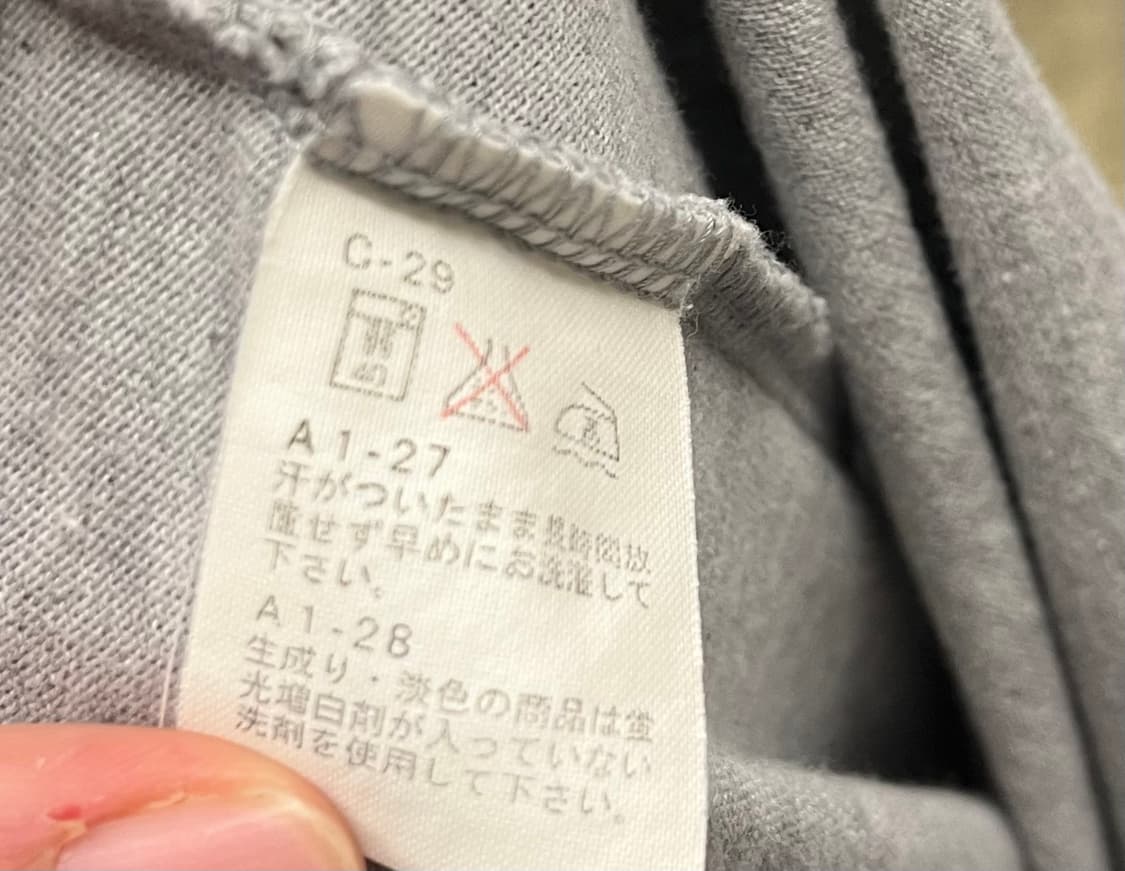 C-29
40
A1-27
汗がついたまま長時間放
置せず早めにお洗濯して
下さい。
A1-28
生成り・淡色の商品は蛍
光増白剤が入っていない
洗剤を使用して下さい。